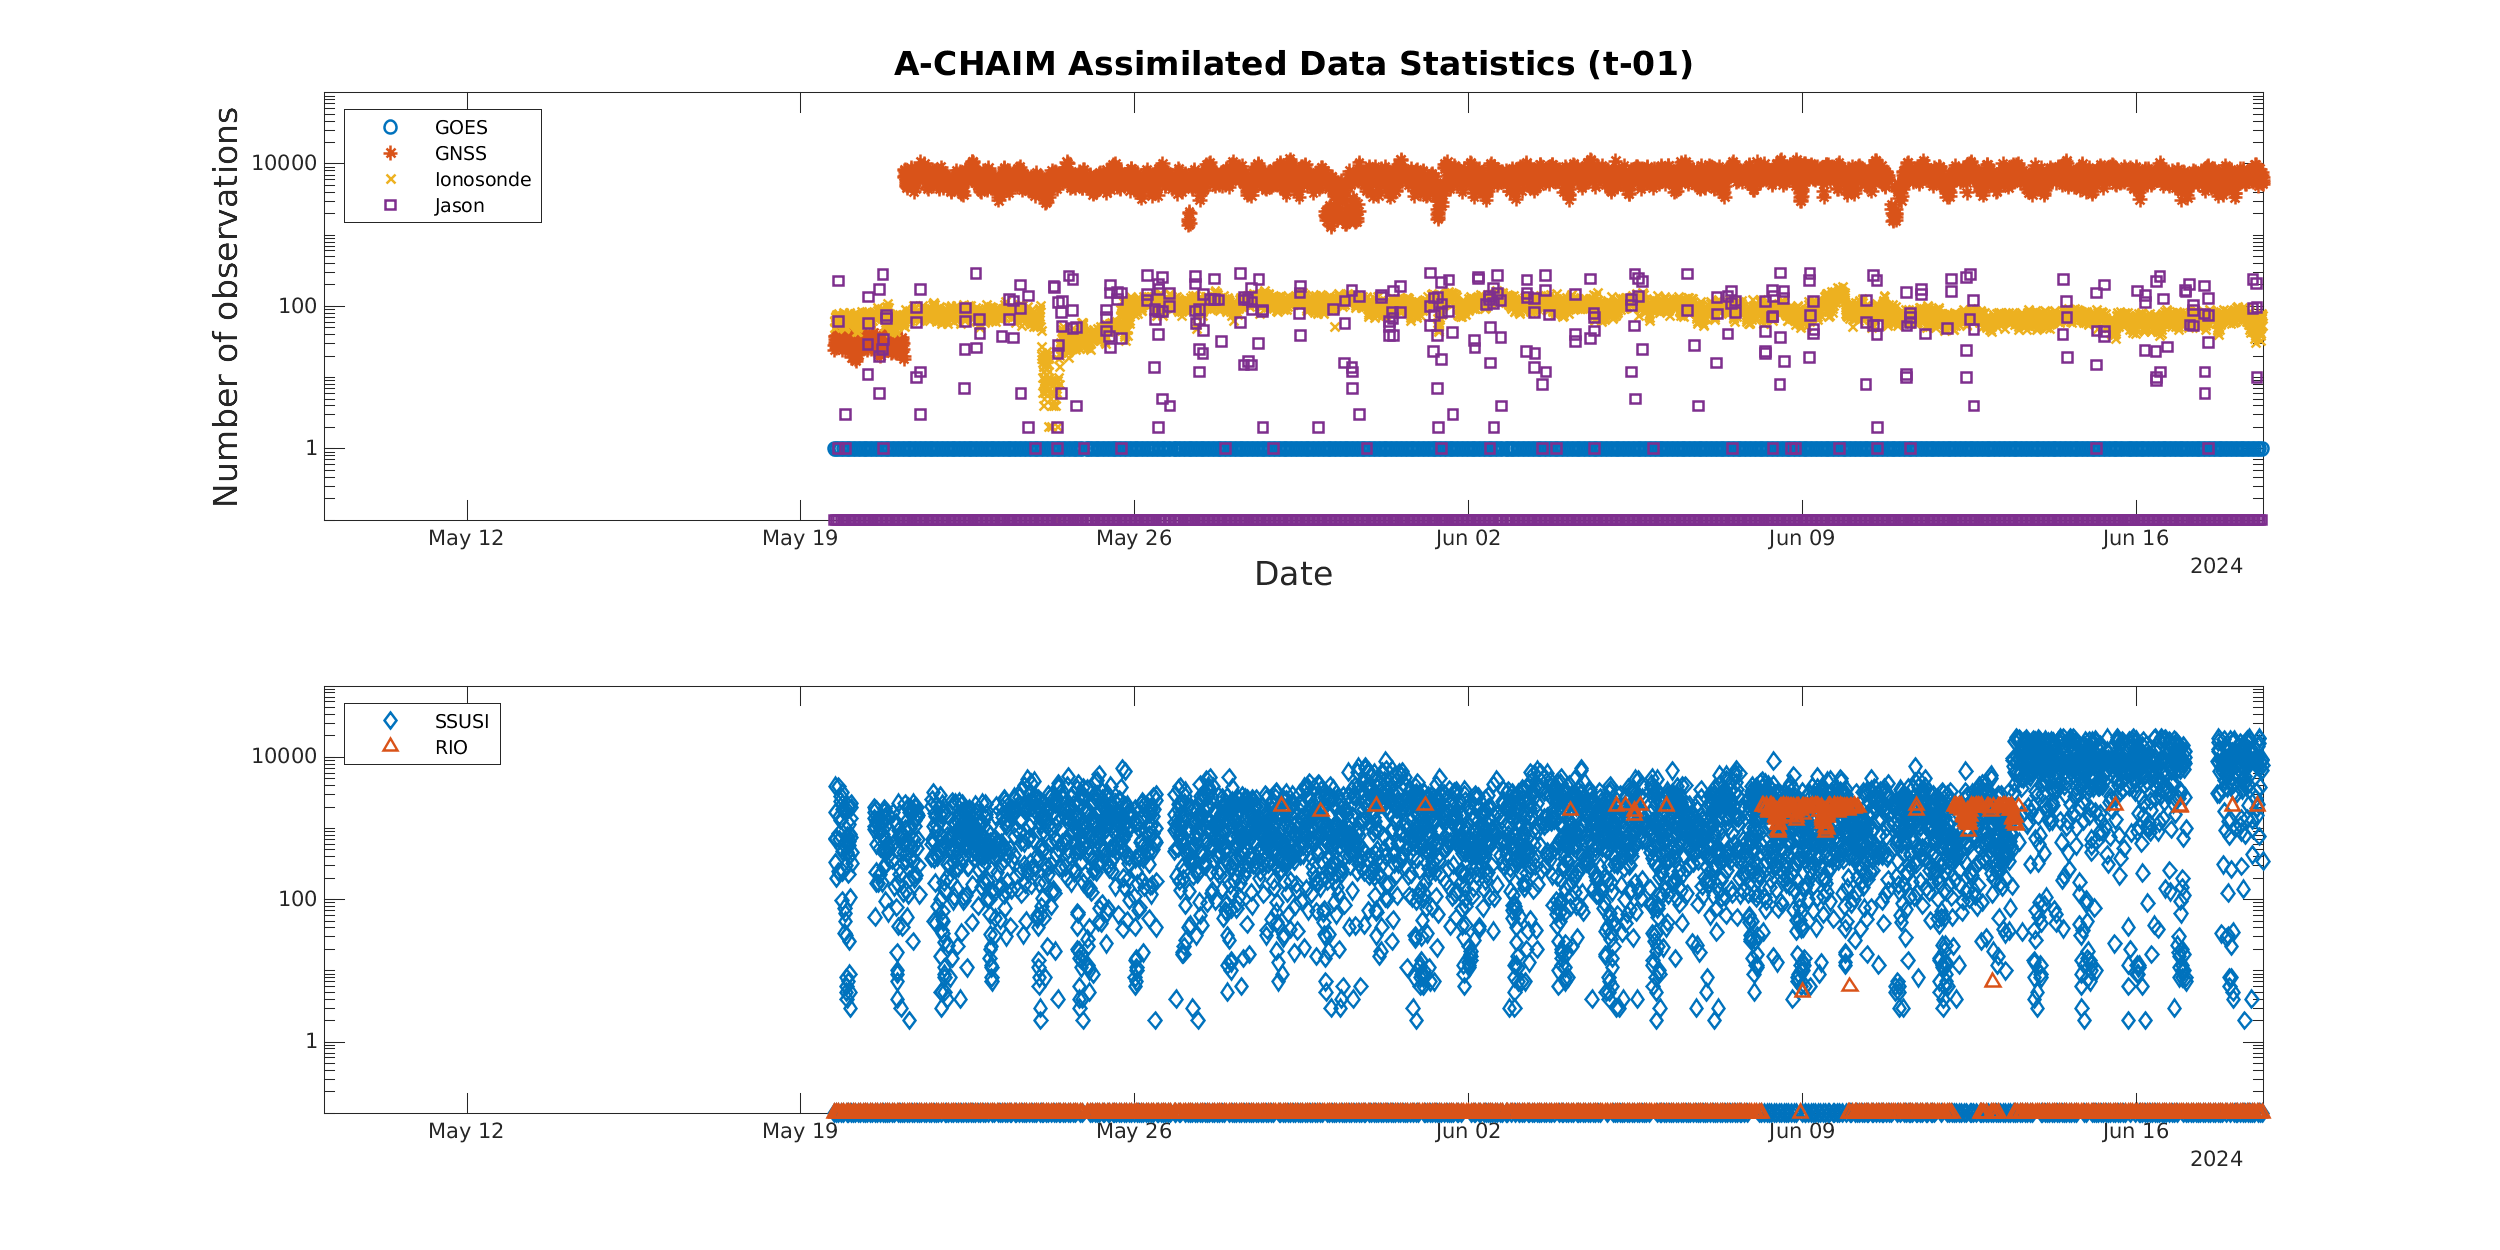 A-CHAIM Assimilated Data Statistics (t-01)
Number of observations
10000
100
1
GOES
GNSS
Ionosonde
Jason
May 12
May 19
May 26
Jun 02
Jun 09
Jun 16
2024
Date
10000
100
1
SSUSI
RIO
May 12
May 19
May 26
Jun 02
Jun 09
Jun 16
2024